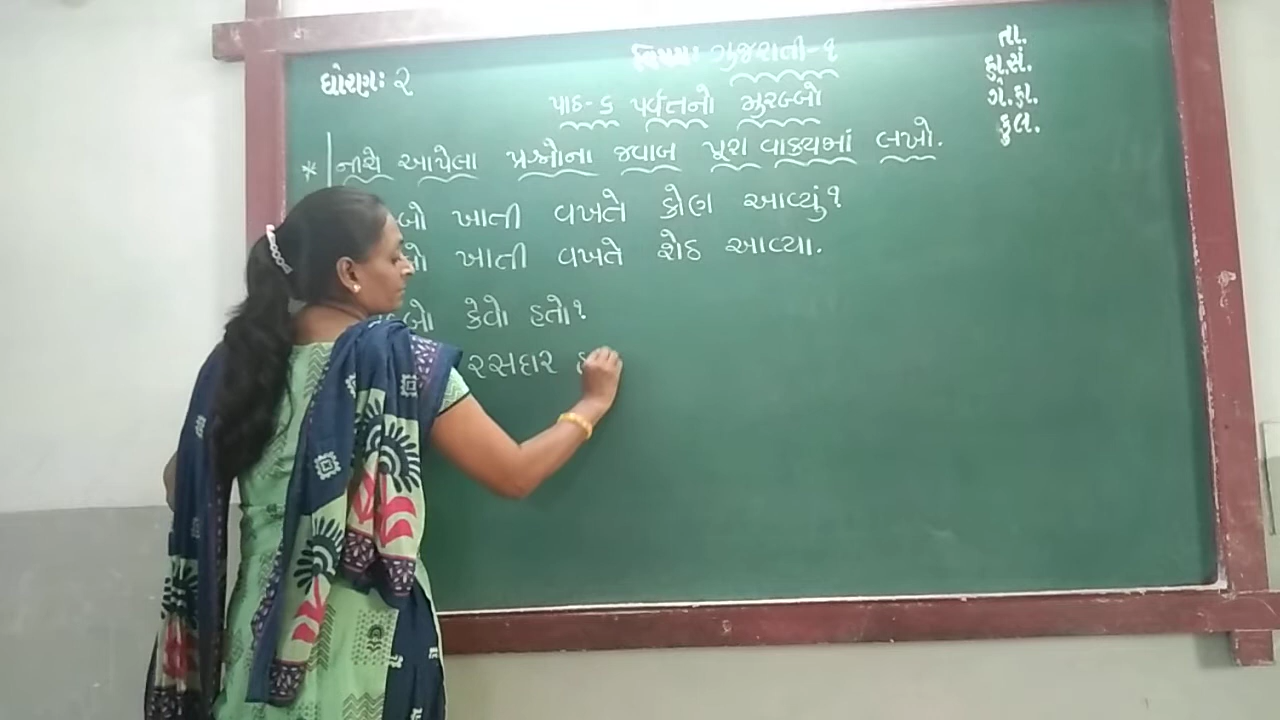 ધોરણઃ ૨
વિષયઃ ગુજરાતી-૧
તા.
હા.સં.
ગે.હા.
કુલ.
પાઠ-૬ પર્વતનો મુરબ્બો
* નીચે આપેલા પ્રશ્નોના જવાબ પૂરા વાક્યમાં લખો.
બો ખાતી વખતે કોણ આવ્યું?
બો ખાતી વખતે શેઠ આવ્યા.
બો કેવો હતો?
રસદાર હ